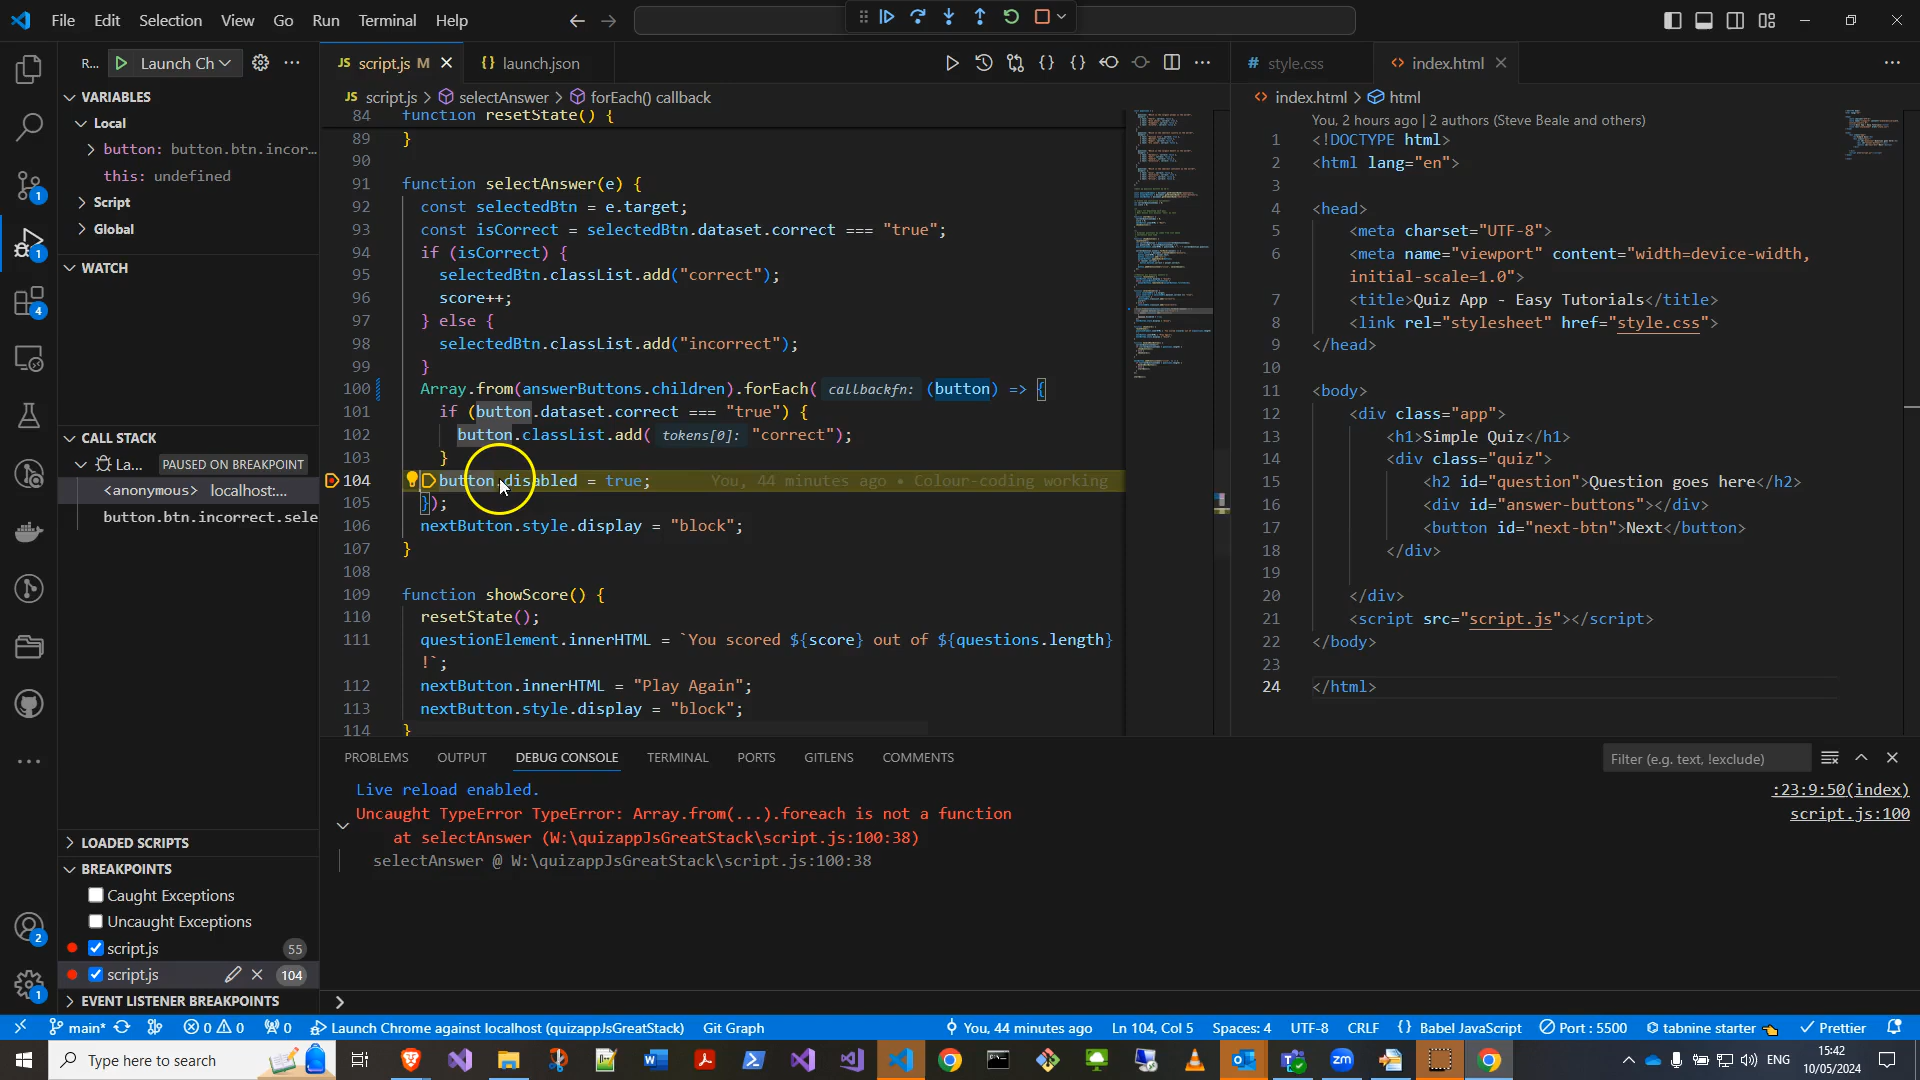 File Edit Selection View Go Run Terminal Help
R... Launch Ch
JS script.js M
{} launch.json
# style.css
<> index.html
VARIABLES
Local
button: button.btn.incor...
this: undefined
Script
Global
WATCH
CALL STACK
La... PAUSED ON BREAKPOINT
<anonymous> localhost:...
button.btn.incorrect.sele
LOADED SCRIPTS
BREAKPOINTS
Caught Exceptions
Uncaught Exceptions
script.js 55
script.js 104
EVENT LISTENER BREAKPOINTS
JS script.js > selectAnswer > forEach() callback
84 function resetState() {
89 }
90
91 function selectAnswer(e) {
92 const selectedBtn = e.target;
93 const isCorrect = selectedBtn.dataset.correct === "true";
94 if (isCorrect) {
95 selectedBtn.classList.add("correct");
96 score++;
97 } else {
98 selectedBtn.classList.add("incorrect");
99 }
100 Array.from(answerButtons.children).forEach( callbackfn: (button) => {
101 if (button.dataset.correct === "true") {
102 button.classList.add( tokens[0]: "correct");
103 }
104 button.disabled = true; You, 44 minutes ago • Colour-coding working
105 });
106 nextButton.style.display = "block";
107 }
108
109 function showScore() {
110 resetState();
111 questionElement.innerHTML = `You scored ${score} out of ${questions.length}
!`;
112 nextButton.innerHTML = "Play Again";
113 nextButton.style.display = "block";
114 }
<> index.html > html
You, 2 hours ago | 2 authors (Steve Beale and others)
1 <!DOCTYPE html>
2 <html lang="en">
3
4 <head>
5 <meta charset="UTF-8">
6 <meta name="viewport" content="width=device-width,
initial-scale=1.0">
7 <title>Quiz App - Easy Tutorials</title>
8 <link rel="stylesheet" href="style.css">
9 </head>
10
11 <body>
12 <div class="app">
13 <h1>Simple Quiz</h1>
14 <div class="quiz">
15 <h2 id="question">Question goes here</h2>
16 <div id="answer-buttons"></div>
17 <button id="next-btn">Next</button>
18 </div>
19
20 </div>
21 <script src="script.js"></script>
22 </body>
23
24 </html>
PROBLEMS OUTPUT DEBUG CONSOLE TERMINAL PORTS GITLENS COMMENTS
Filter (e.g. text, !exclude)
Live reload enabled. :23:9:50(index)
Uncaught TypeError TypeError: Array.from(...).foreach is not a function script.js:100
at selectAnswer (W:\quizappJsGreatStack\script.js:100:38)
selectAnswer @ W:\quizappJsGreatStack\script.js:100:38
main* 0 0 0 Launch Chrome against localhost (quizappJsGreatStack) Git Graph You, 44 minutes ago Ln 104, Col 5 Spaces: 4 UTF-8 CRLF {} Babel JavaScript Port : 5500 tabnine starter Prettier
Type here to search
ENG
15:42
10/05/2024